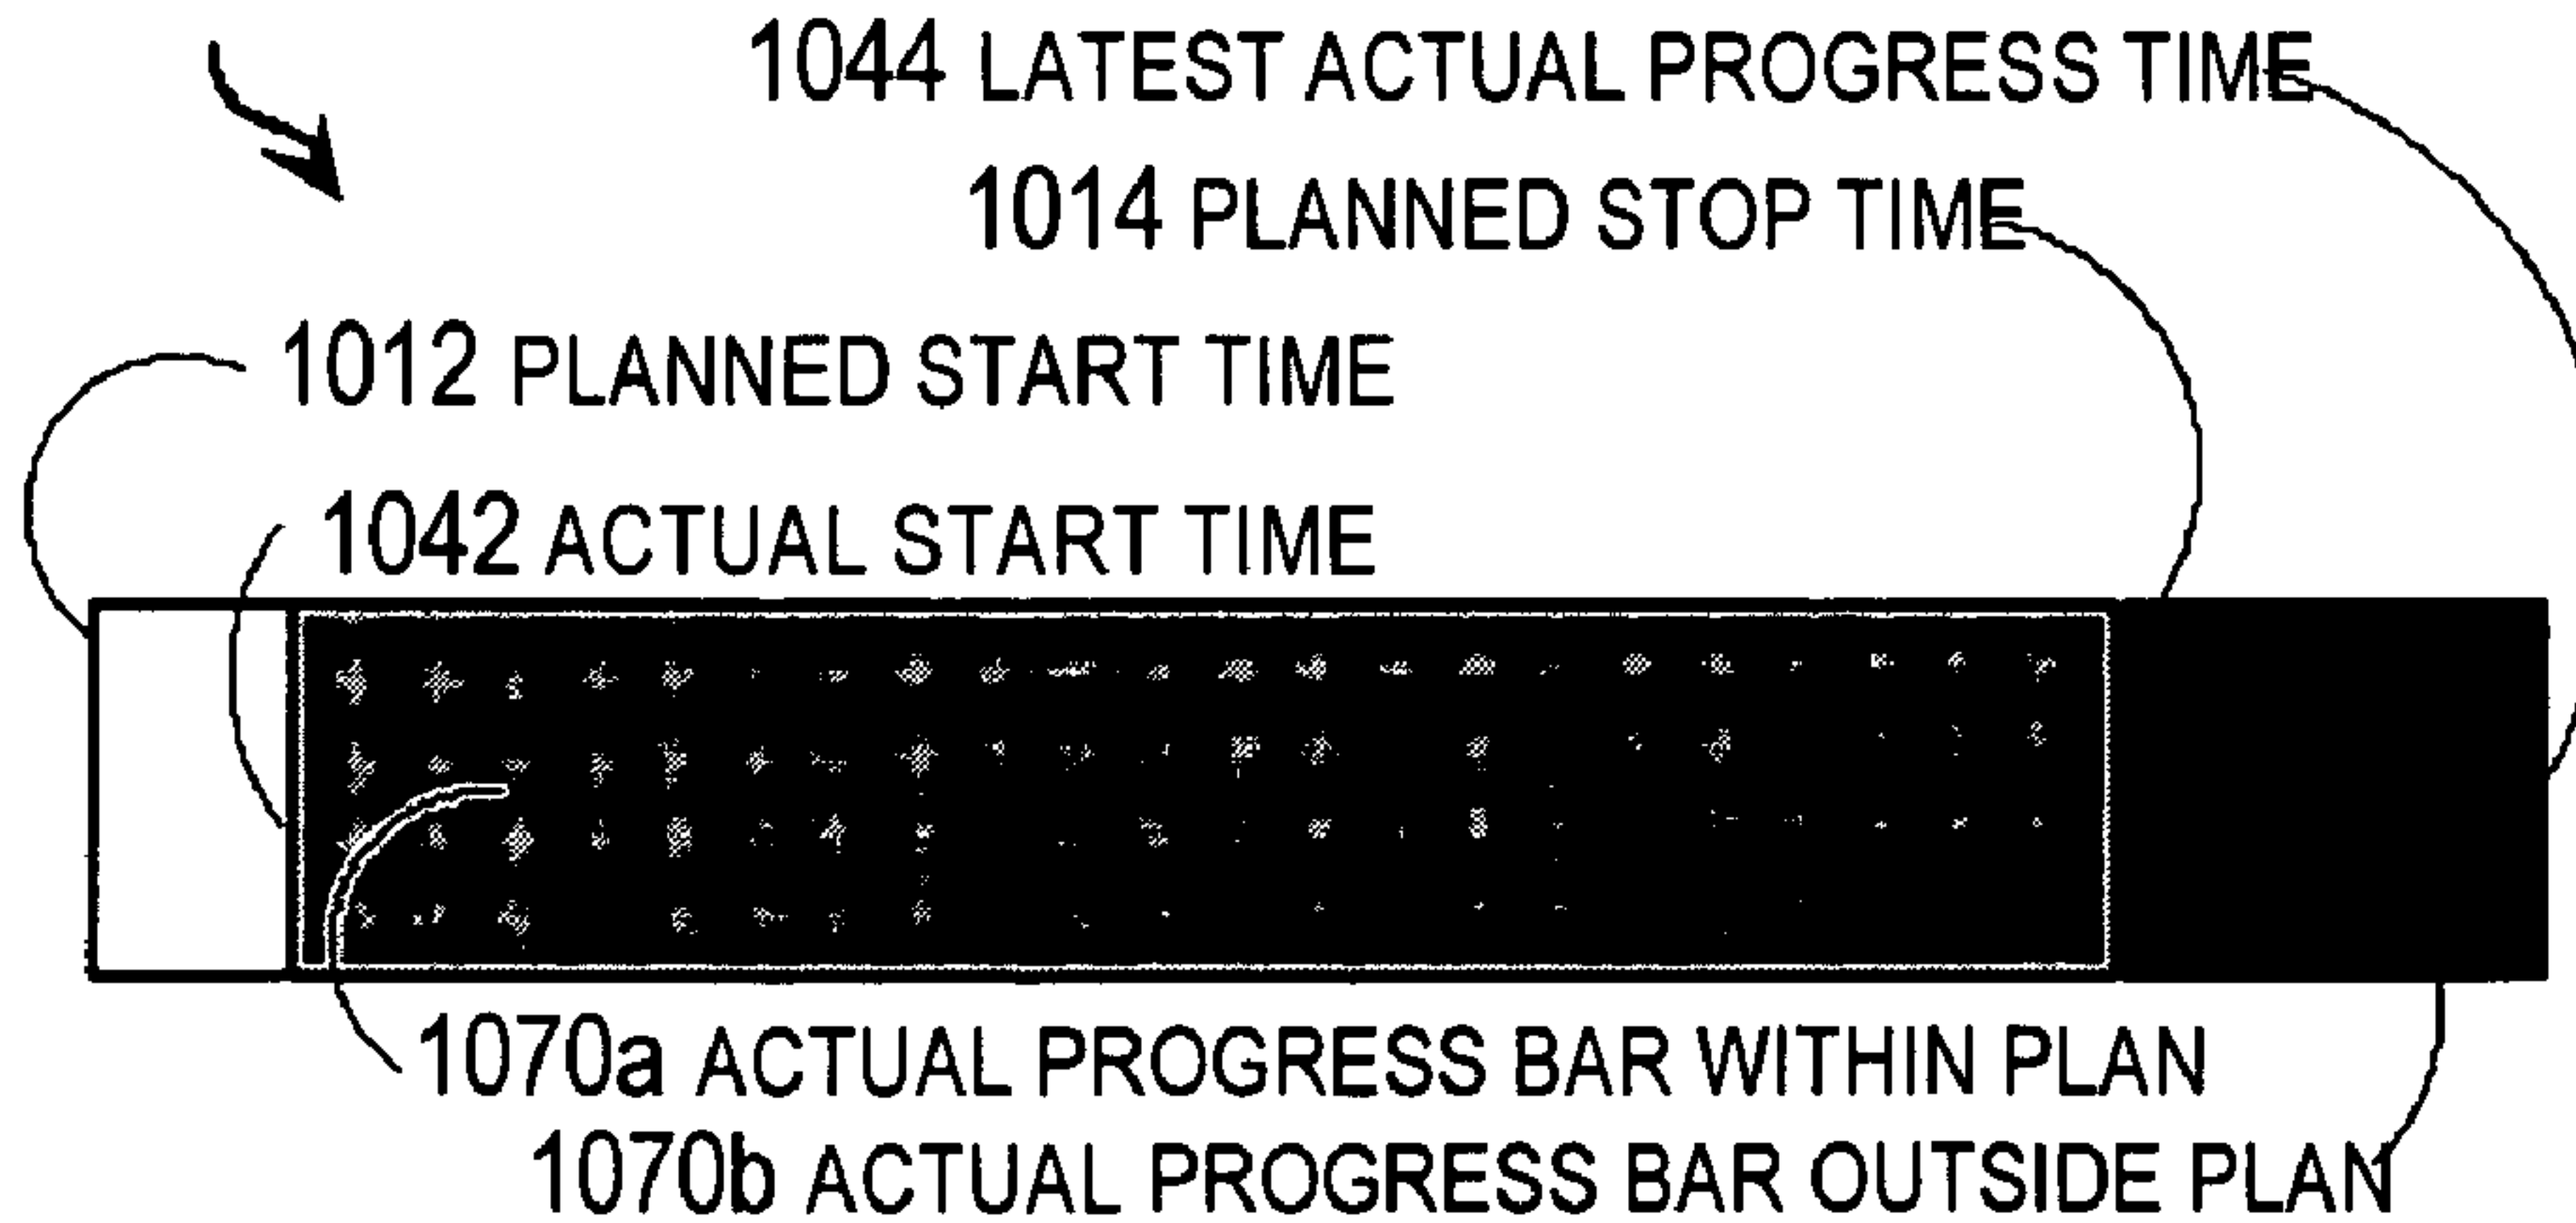 1044 LATEST ACTUAL PROGRESS TIME
1014 PLANNED STOP TIME
1012 PLANNED START TIME
1042 ACTUAL START TIME
1070a ACTUAL PROGRESS BAR WITHIN PLAN
1070b ACTUAL PROGRESS BAR OUTSIDE PLAN